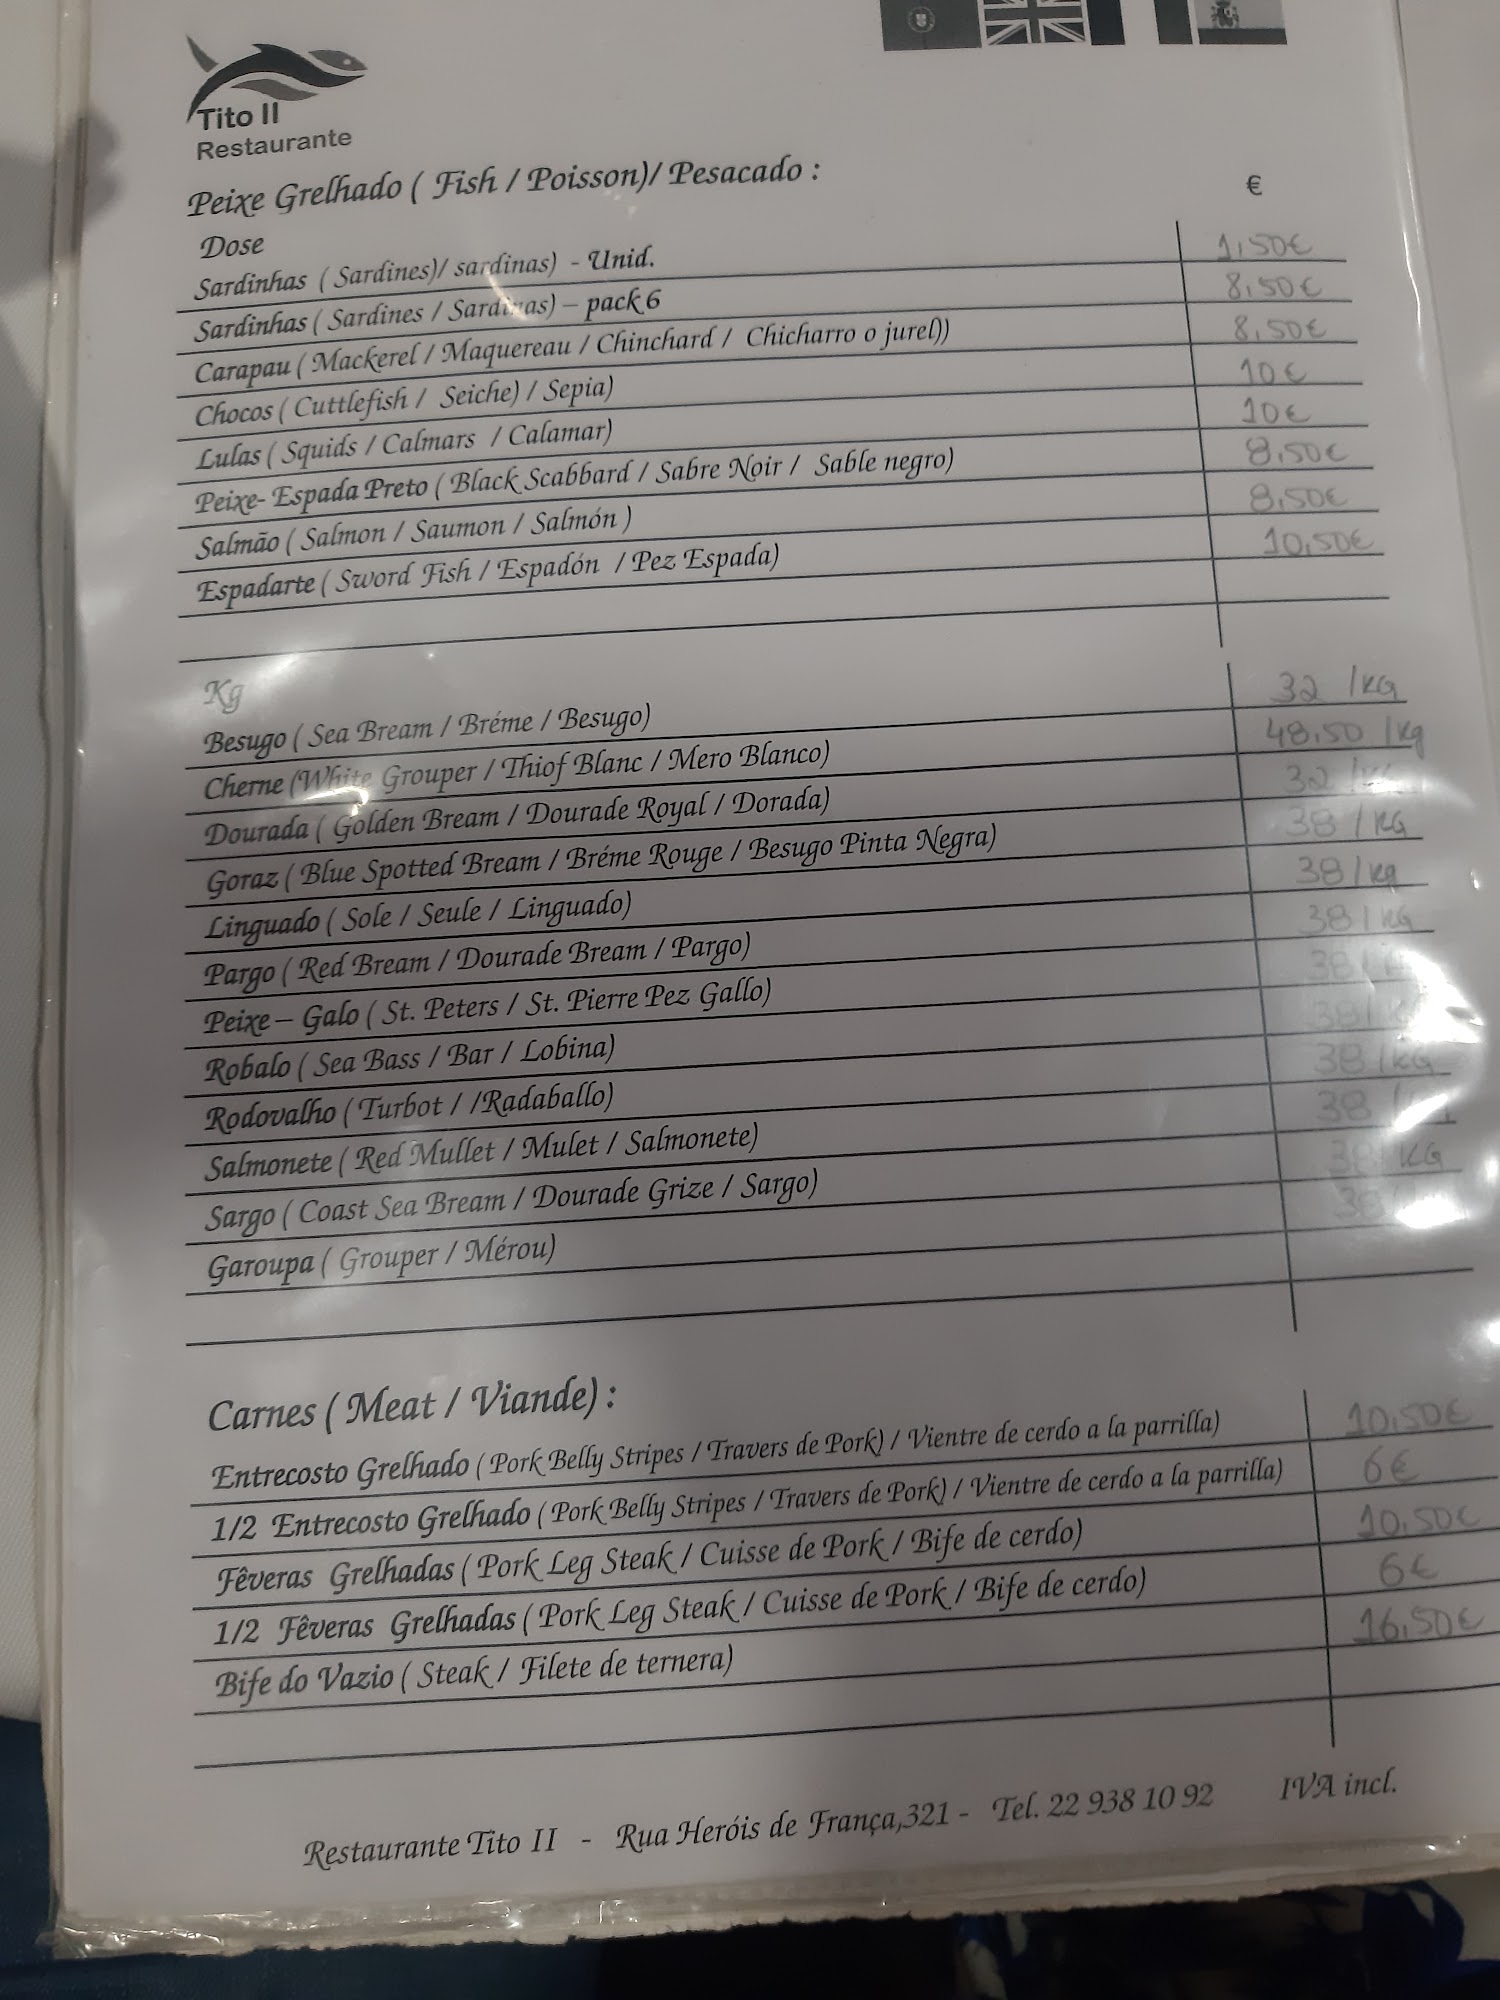 Tito II
Restaurante
Peixe Grelhado ( Fish / Poisson)/ Pesacado :
€
Dose
Sardinhas ( Sardines)/ sardinas) - Unid. 1,50€
Sardinhas ( Sardines / Sardinas) – pack 6 8,50€
Carapau ( Mackerel / Maquereau / Chinchard / Chicharro o jurel)) 8,50€
Chocos ( Cuttlefish / Seiche) / Sepia) 10€
Lulas ( Squids / Calmars / Calamar) 10€
Peixe- Espada Preto ( Black Scabbard / Sabre Noir / Sable negro) 8,50€
Salmão ( Salmon / Saumon / Salmón ) 8,50€
Espadarte ( Sword Fish / Espadón / Pez Espada) 10,50€
Kg
Besugo ( Sea Bream / Bréme / Besugo) 32 /KG
Cherne (White Grouper / Thiof Blanc / Mero Blanco) 48,50 /kg
Dourada ( Golden Bream / Dourade Royal / Dorada) 32 /KG
Goraz ( Blue Spotted Bream / Bréme Rouge / Besugo Pinta Negra) 38 / KG
Linguado ( Sole / Seule / Linguado) 38 / kg
Pargo ( Red Bream / Dourade Bream / Pargo) 38 / KG
Peixe – Galo ( St. Peters / St. Pierre Pez Gallo) 38 /
Robalo ( Sea Bass / Bar / Lobina) 38 /
Rodovalho ( Turbot / /Radaballo) 38 /KG
Salmonete ( Red Mullet / Mulet / Salmonete) 38 /
Sargo ( Coast Sea Bream / Dourade Grize / Sargo) 38 KG
Garoupa ( Grouper / Mérou) 38
Carnes ( Meat / Viande) :
Entrecosto Grelhado ( Pork Belly Stripes / Travers de Pork) / Vientre de cerdo a la parrilla) 10,50€
1/2 Entrecosto Grelhado ( Pork Belly Stripes / Travers de Pork) / Vientre de cerdo a la parrilla) 6€
Fêveras Grelhadas ( Pork Leg Steak / Cuisse de Pork / Bife de cerdo) 10,50€
1/2 Fêveras Grelhadas ( Pork Leg Steak / Cuisse de Pork / Bife de cerdo) 6€
Bife do Vazio ( Steak / Filete de ternera) 16,50€
Restaurante Tito II - Rua Heróis de França,321 - Tel. 22 938 10 92 IVA incl.